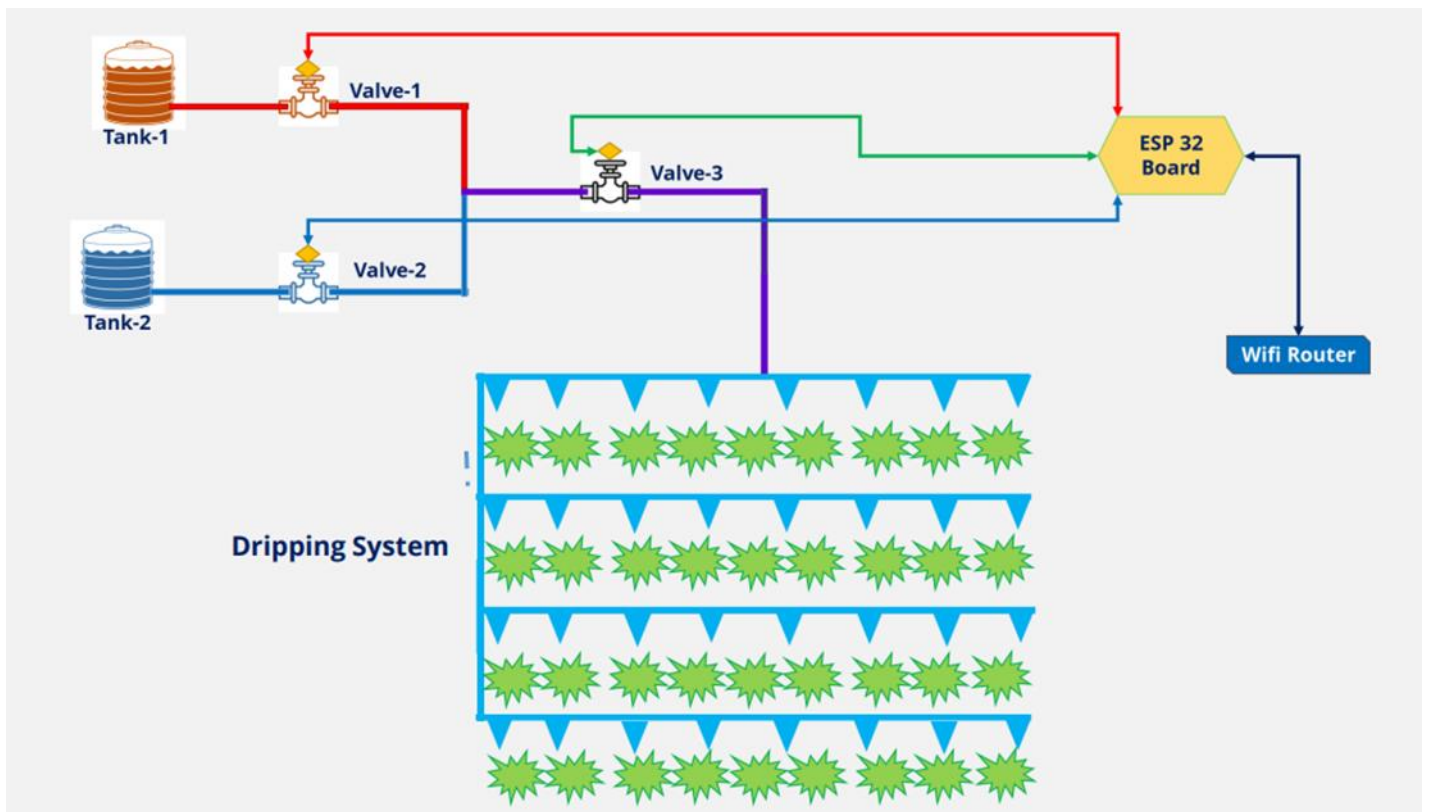 Valve-1
Tank-1
ESP 32
Board
Valve-3
Valve-2
Tank-2
Wifi Router
Dripping System